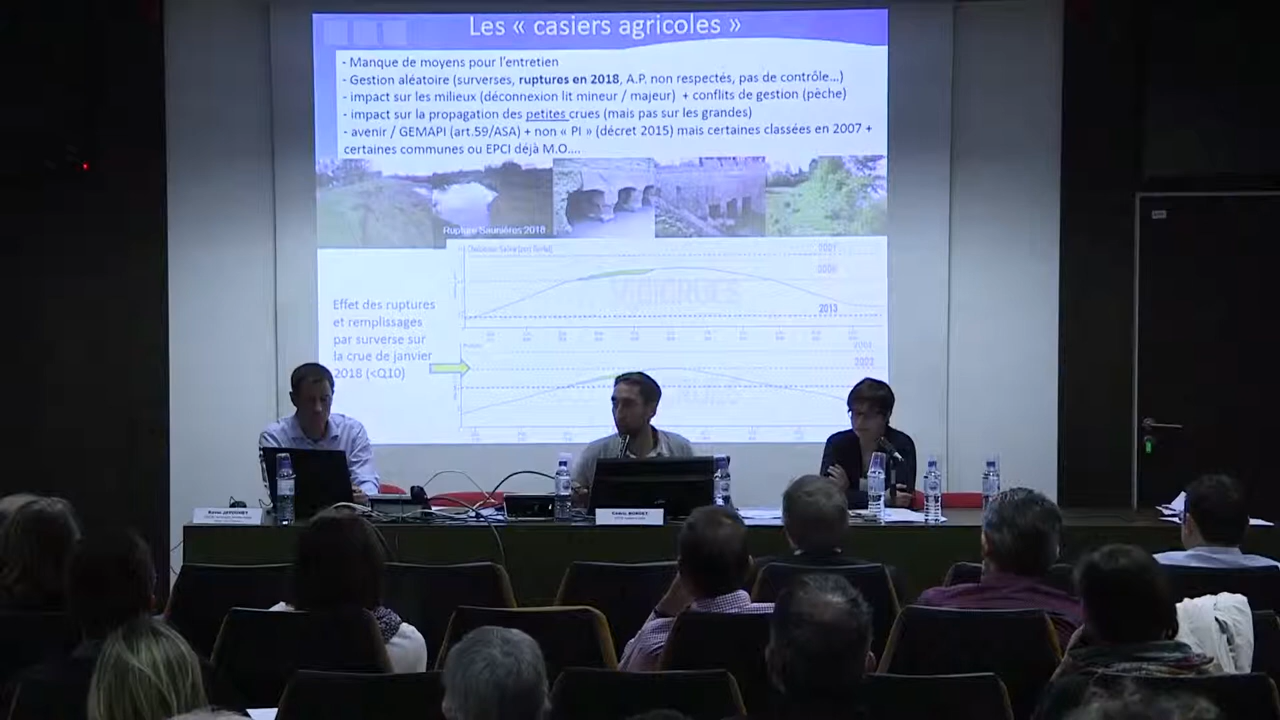 Les « casiers agricoles »
- Manque de moyens pour l'entretien
- Gestion aléatoire (surverses, ruptures en 2018, A.P. non respectés, pas de contrôle…)
- impact sur les milieux (déconnexion lit mineur / majeur) + conflits de gestion (pêche)
- impact sur la propagation des petites crues (mais pas sur les grandes)
- avenir / GEMAPI (art.59/ASA) + non « PI » (décret 2015) mais certaines classées en 2007 +
certaines communes ou EPCI déjà M.O….
Rupture Saunières 2018
2001
2013
Effet des ruptures
et remplissages
par surverse sur
la crue de janvier
2018 (<Q10)
VIGICRUES